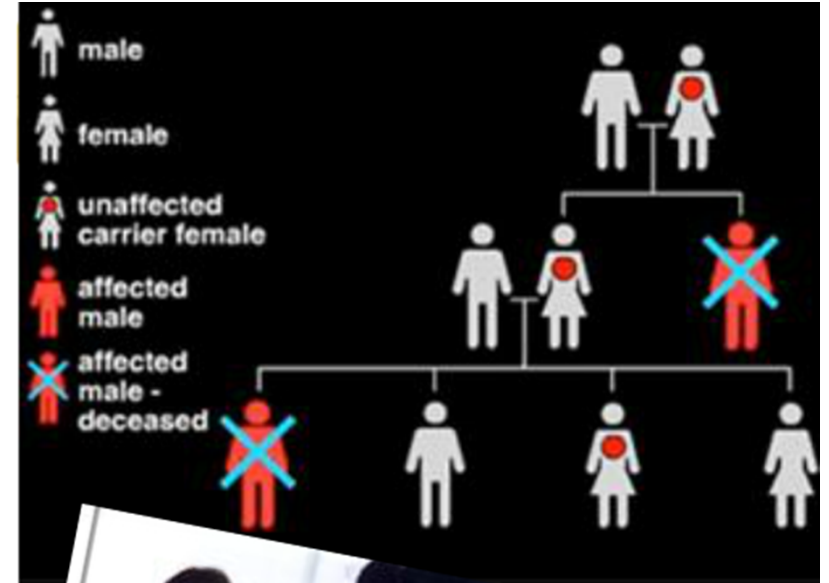 male
female
unaffected
carrier female
affected
male
affected
male -
deceased